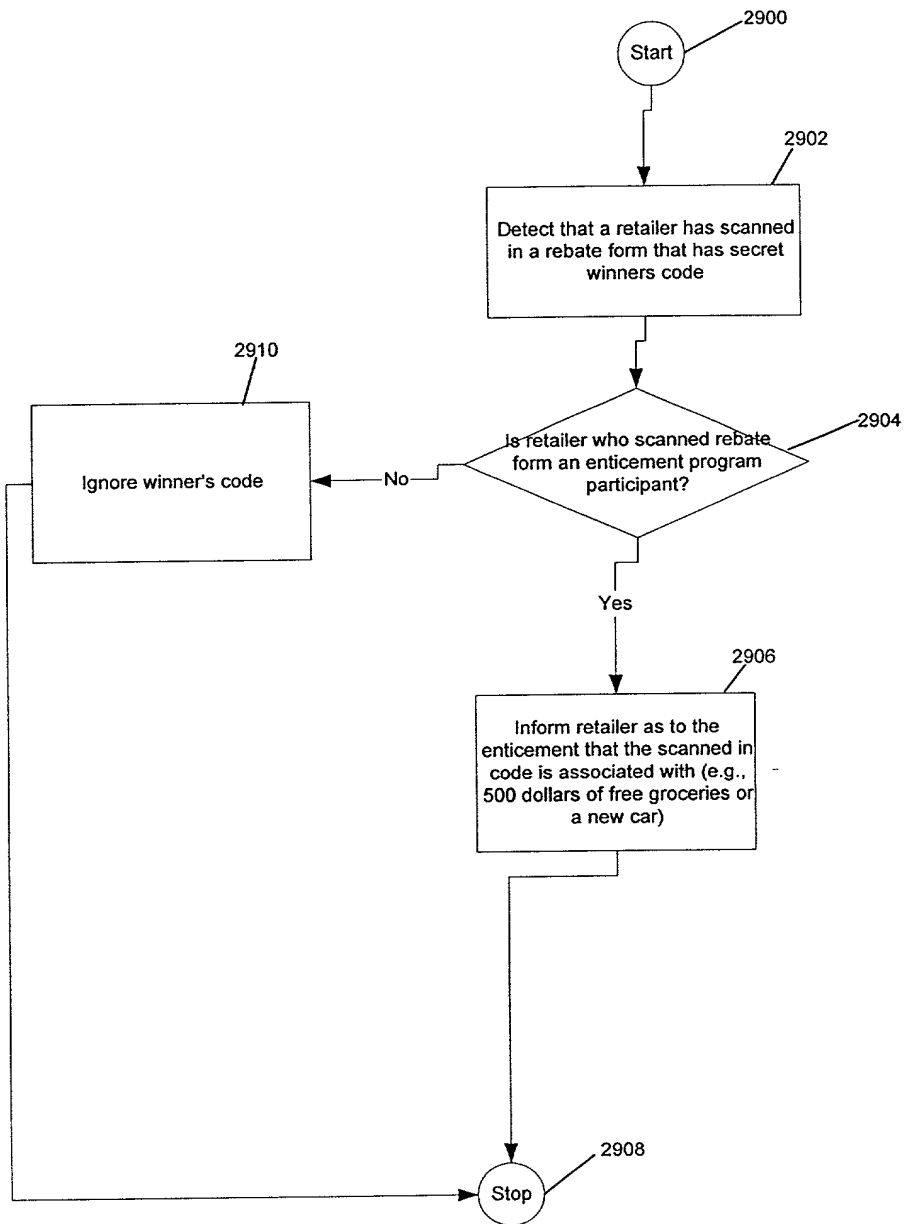 2900
Start
2902
Detect that a retailer has scanned
in a rebate form that has secret
winners code
2910
2904
Is retailer who scanned rebate
form an enticement program
participant?
Ignore winner's code
No
Yes
2906
Inform retailer as to the
enticement that the scanned in
code is associated with (e.g.,
500 dollars of free groceries or
a new car)
2908
Stop